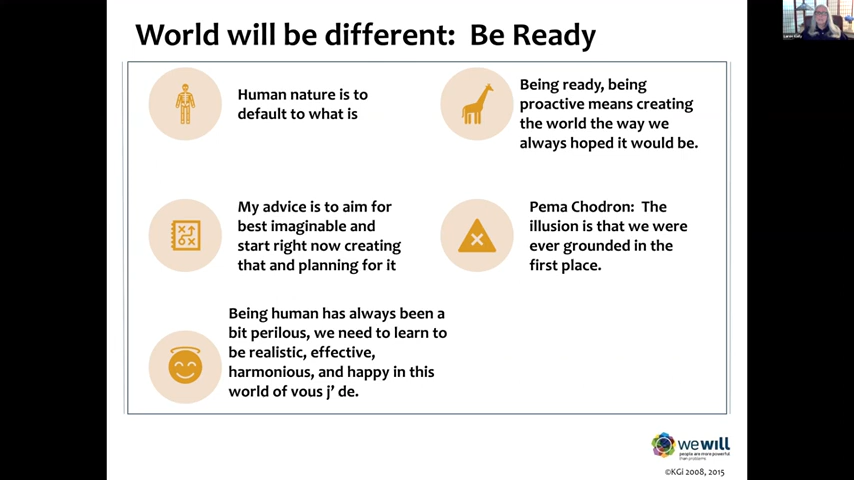 World will be different:  Be Ready
Human nature is to
default to what is
Being ready, being
proactive means creating
the world the way we
always hoped it would be.
My advice is to aim for
best imaginable and
start right now creating
that and planning for it
Pema Chodron:  The
illusion is that we were
ever grounded in the
first place.
Being human has always been a
bit perilous, we need to learn to
be realistic, effective,
harmonious, and happy in this
world of vous j' de.
we will
people are more powerful
than problems
©KGi 2008, 2015